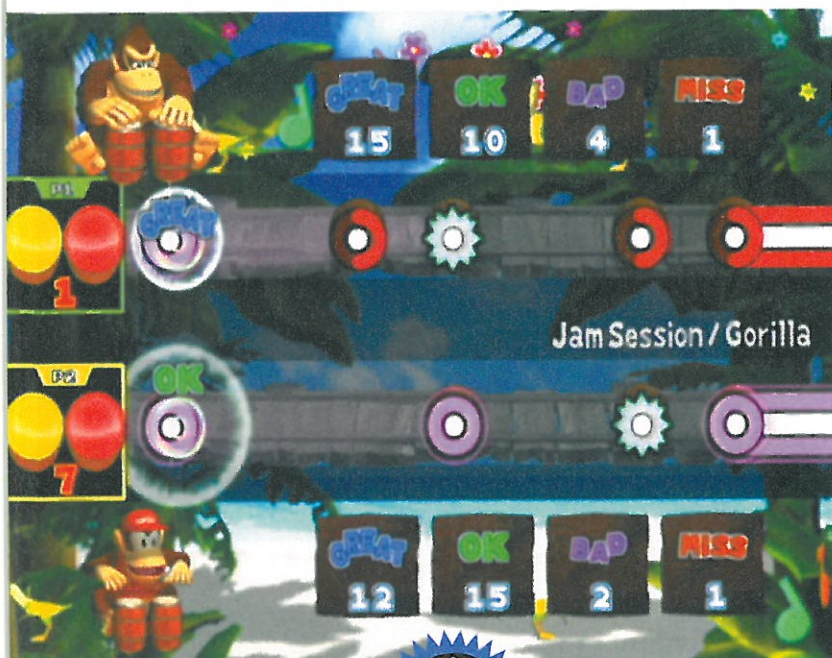 GREAT OK BAD MISS
15 10 4 1
P1
GREAT
1
Jam Session / Gorilla
P2
OK
7
GREAT OK BAD MISS
12 15 2 1